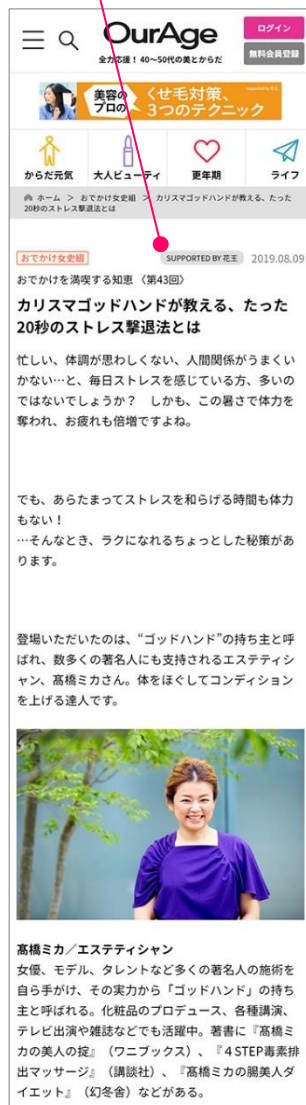 OurAge
全力応援！40〜50代の美とからだ
ログイン
無料会員登録
美容の
プロの
くせ毛対策、
3つのテクニック
からだ元気
大人ビューティ
更年期
ライフ
ホーム ＞ おでかけ女史組 ＞ カリスマゴッドハンドが教える、たった
20秒のストレス撃退法とは
おでかけ女史組
SUPPORTED BY 花王
2019.08.09
おでかけを満喫する知恵〈第43回〉
カリスマゴッドハンドが教える、たった
20秒のストレス撃退法とは
忙しい、体調が思わしくない、人間関係がうまくい
かない…と、毎日ストレスを感じている方、多いの
ではないでしょうか？　しかも、この暑さで体力を
奪われ、お疲れも倍増ですよね。
でも、あらたまってストレスを和らげる時間も体力
もない！
…そんなとき、ラクになれるちょっとした秘策があ
ります。
登場いただいたのは、“ゴッドハンド”の持ち主と呼
ばれ、数多くの著名人にも支持されるエステティシ
ャン、髙橋ミカさん。体をほぐしてコンディション
を上げる達人です。
髙橋ミカ／エステティシャン
女優、モデル、タレントなど多くの著名人の施術を
自ら手がけ、その実力から「ゴッドハンド」の持ち
主と呼ばれる。化粧品のプロデュース、各種講演、
テレビ出演や雑誌などでも活躍中。著書に『髙橋ミ
カの美人の掟』（ワニブックス）、『４STEP毒素排
出マッサージ』（講談社）、『髙橋ミカの腸美人ダ
イエット』（幻冬舎）などがある。